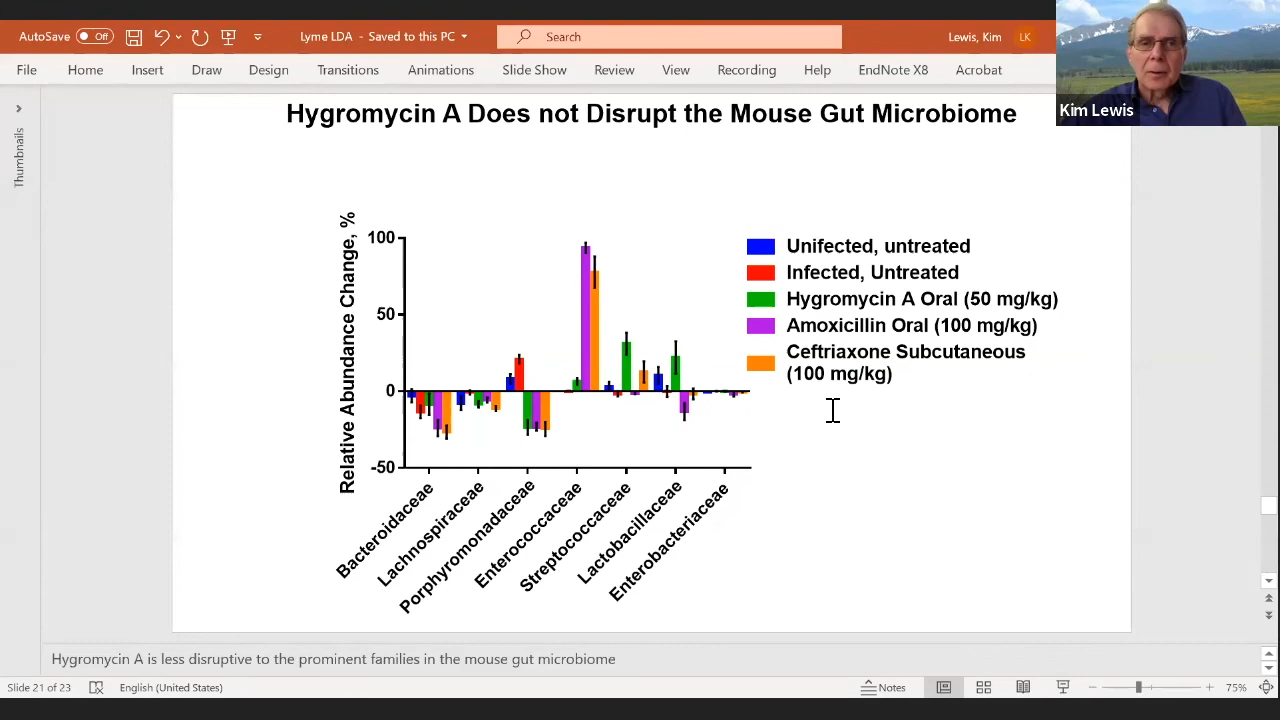 AutoSave Off Lyme LDA - Saved to this PC Search Lewis, Kim LK
File Home Insert Draw Design Transitions Animations Slide Show Review View Recording Help EndNote X8 Acrobat
Kim Lewis
Thumbnails
Hygromycin A Does not Disrupt the Mouse Gut Microbiome
Relative Abundance Change, %
100
50
0
-50
Bacteroidaceae
Lachnospiraceae
Porphyromonadaceae
Enterococcaceae
Streptococcaceae
Lactobacillaceae
Enterobacteriaceae
Unifected, untreated
Infected, Untreated
Hygromycin A Oral (50 mg/kg)
Amoxicillin Oral (100 mg/kg)
Ceftriaxone Subcutaneous
(100 mg/kg)
Hygromycin A is less disruptive to the prominent families in the mouse gut microbiome
Slide 21 of 23 English (United States) Notes 75%